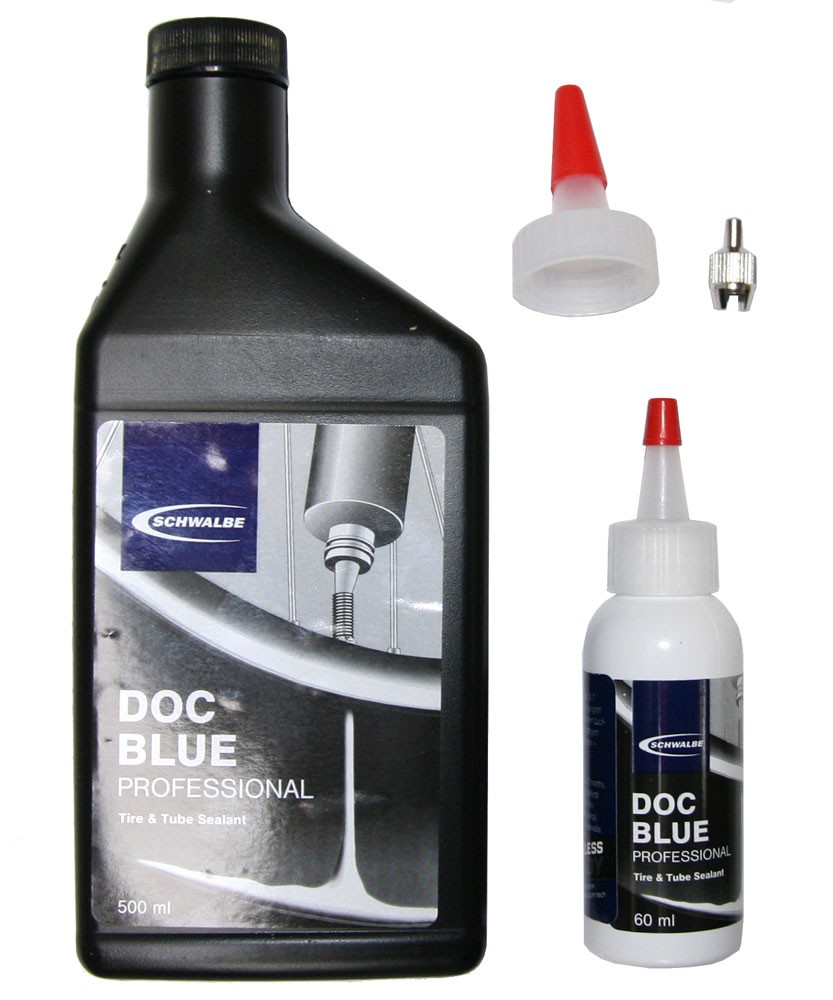 SCHWALBE
DOC
BLUE
PROFESSIONAL
Tire & Tube Sealant
500 ml
SCHWALBE
DOC
BLUE
PROFESSIONAL
Tire & Tube Sealant
60 ml